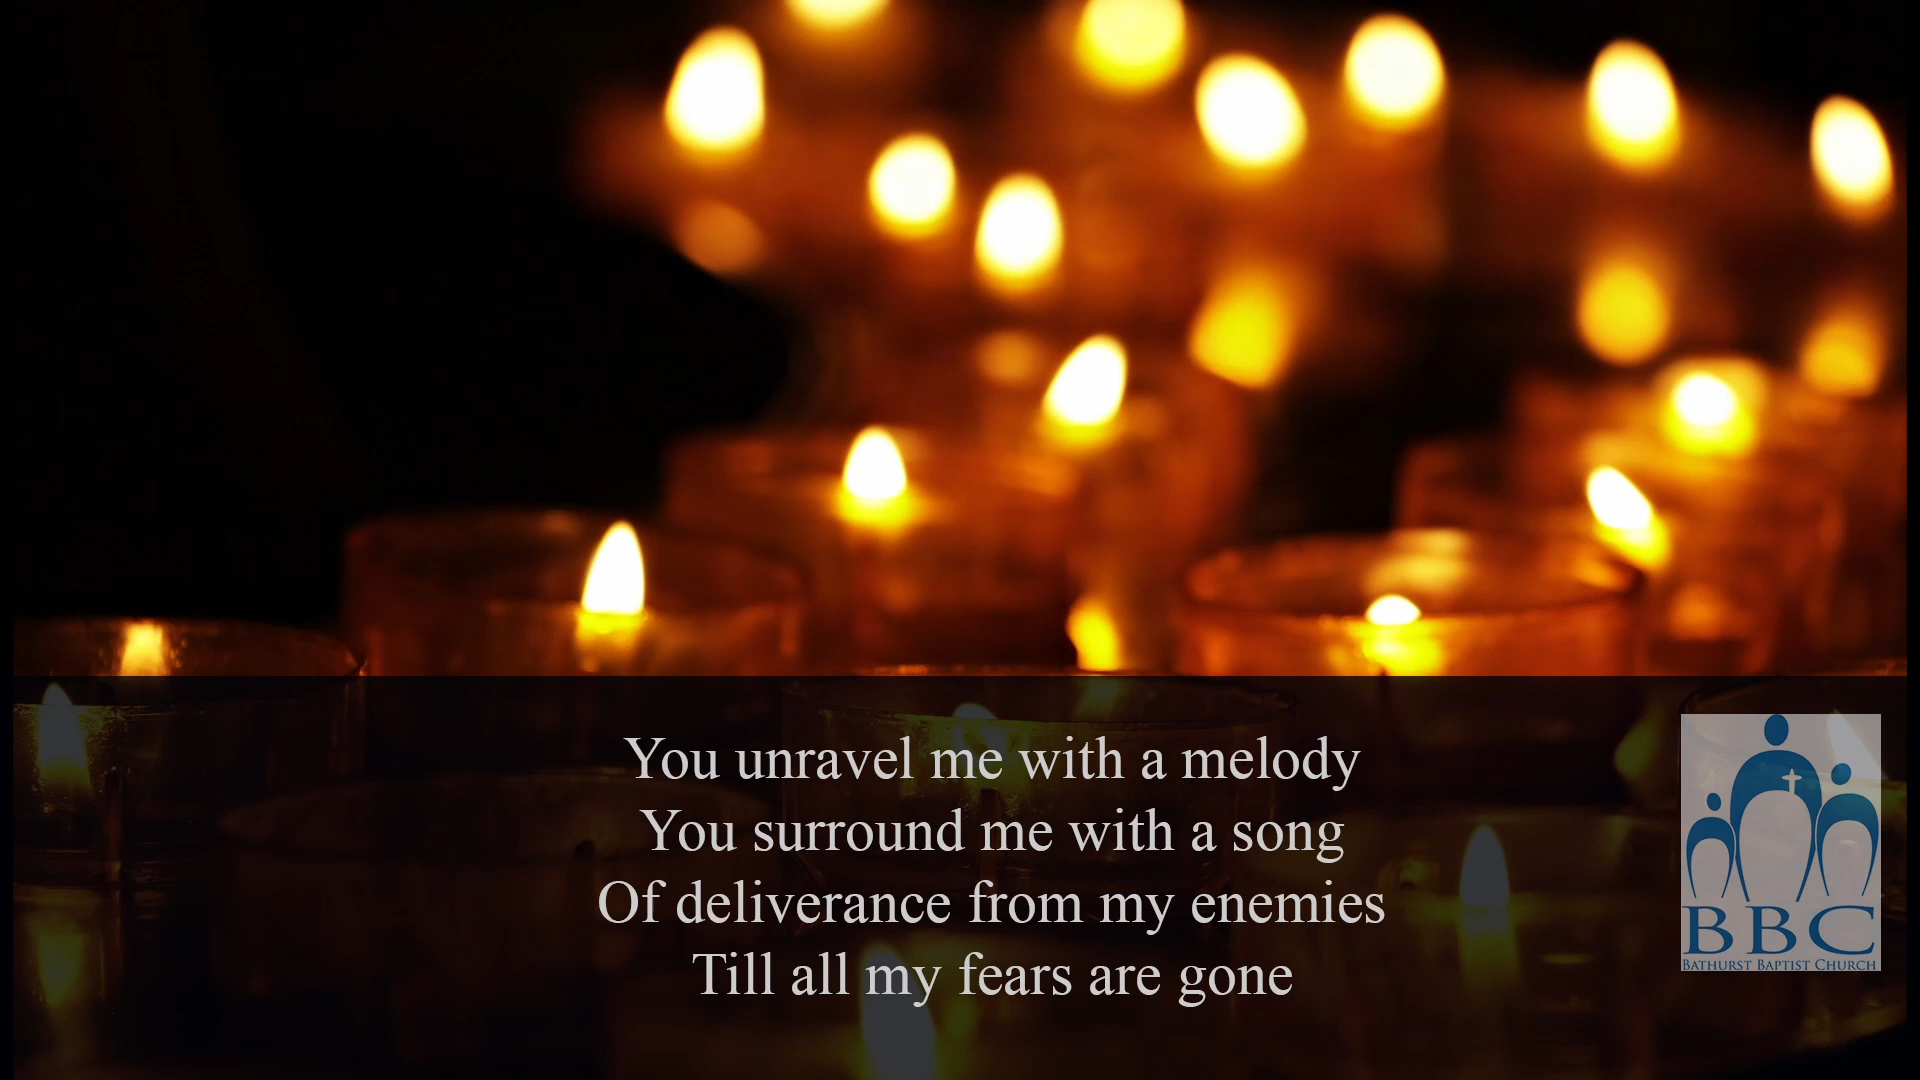 You unravel me with a melody
You surround me with a song
Of deliverance from my enemies
Till all my fears are gone
BBC
BATHURST BAPTIST CHURCH